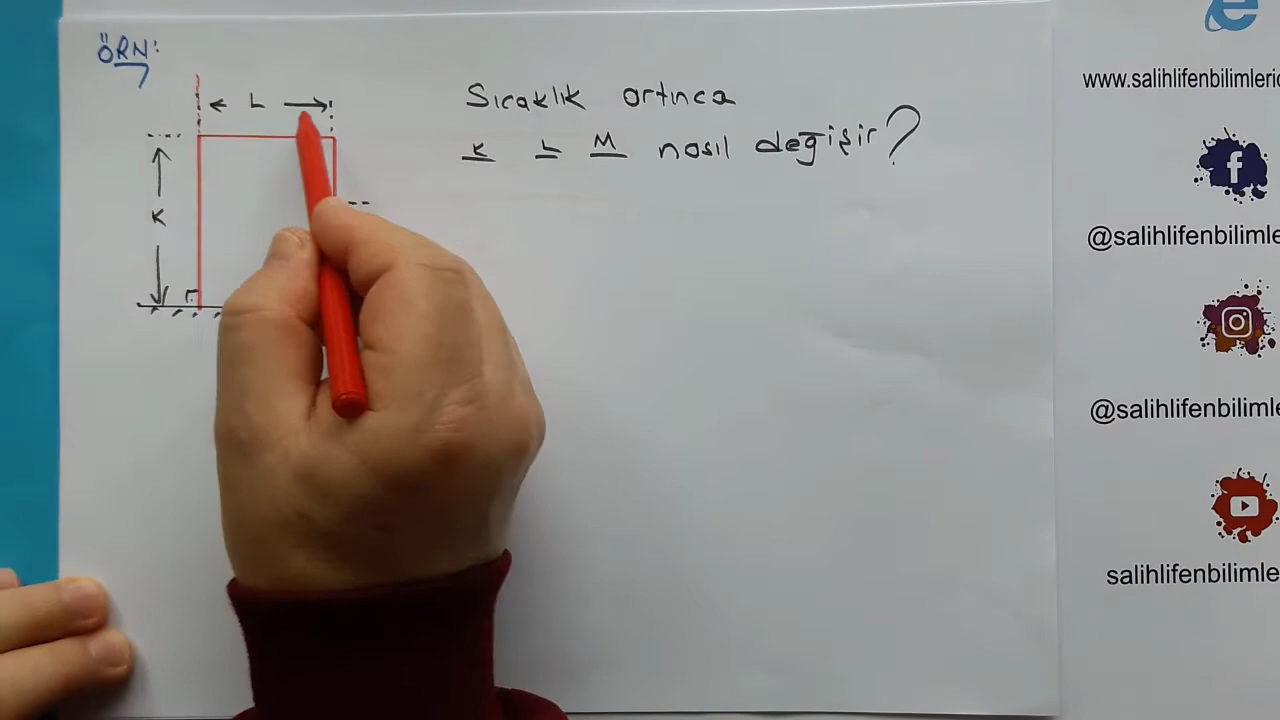 ÖRN:
L
K
Sıcaklık artınca
K L M nasıl değişir?
www.salihlifenbilimleri
@salihlifenbilimle
@salihlifenbilimle
salihlifenbilimle